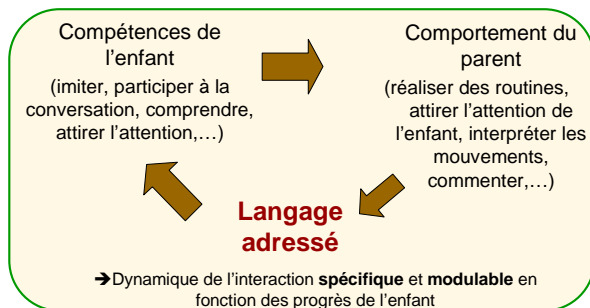 Compétences de
l'enfant
(imiter, participer à la
conversation, comprendre,
attirer l'attention,…)
Comportement du
parent
(réaliser des routines,
attirer l'attention de
l'enfant, interpréter les
mouvements,
commenter,…)
Langage
adressé
➔Dynamique de l'interaction spécifique et modulable en
fonction des progrès de l'enfant